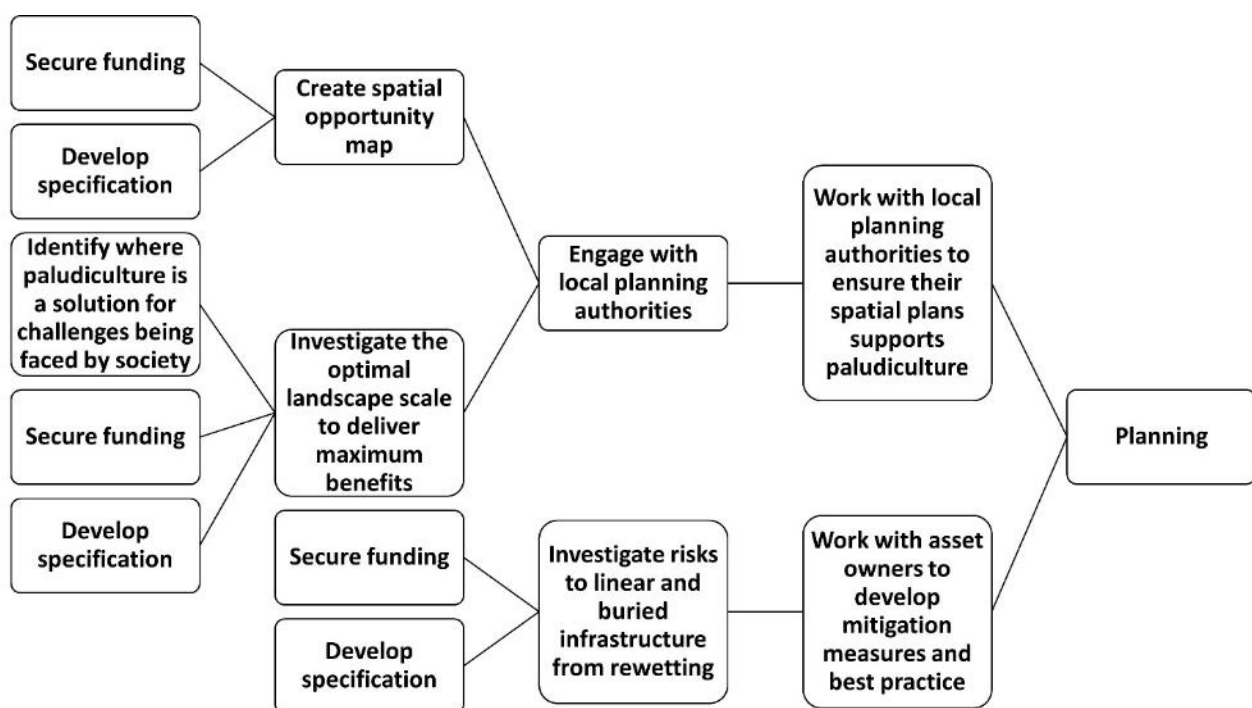 Secure funding
Develop
specification
Identify where
paludiculture is
a solution for
challenges being
faced by society
Secure funding
Develop
specification
Create spatial
opportunity
map
Investigate the
optimal
landscape scale
to deliver
maximum
benefits
Secure funding
Develop
specification
Engage with
local planning
authorities
Investigate risks
to linear and
buried
infrastructure
from rewetting
Work with local
planning
authorities to
ensure their
spatial plans
supports
paludiculture
Work with asset
owners to
develop
mitigation
measures and
best practice
Planning